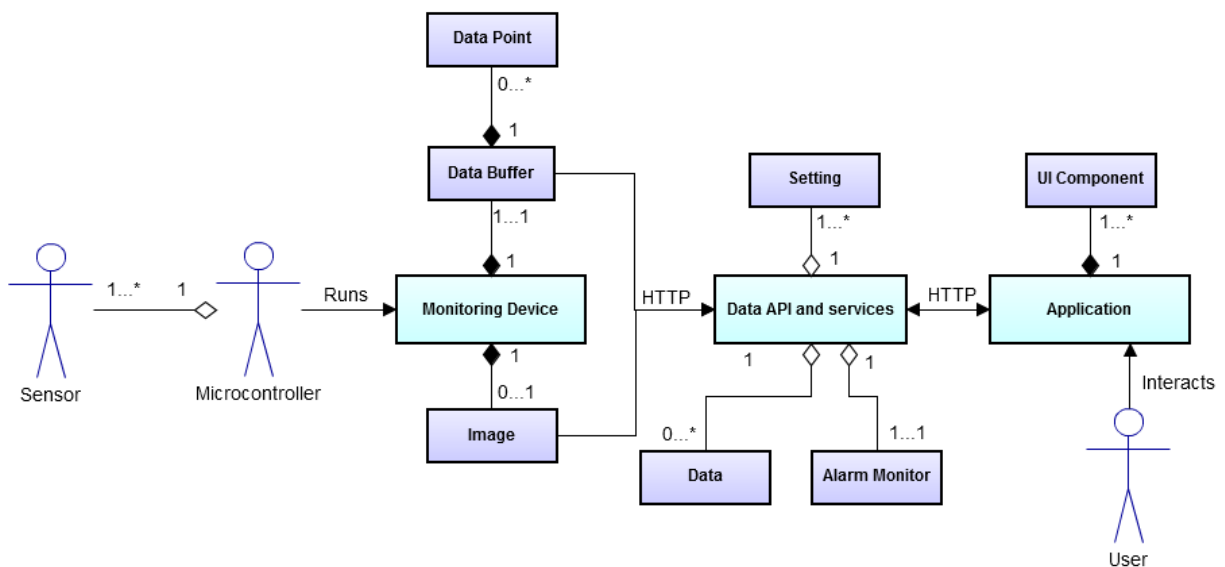 Data Point
0...*
1
Data Buffer
Setting
UI Component
1...1
1...*
1...*
1
1
1
1...*
1
Runs
Monitoring Device
HTTP
Data API and services
HTTP
Application
1
1
1
0...1
Sensor
Microcontroller
Interacts
Image
0...*
1...1
Data
Alarm Monitor
User